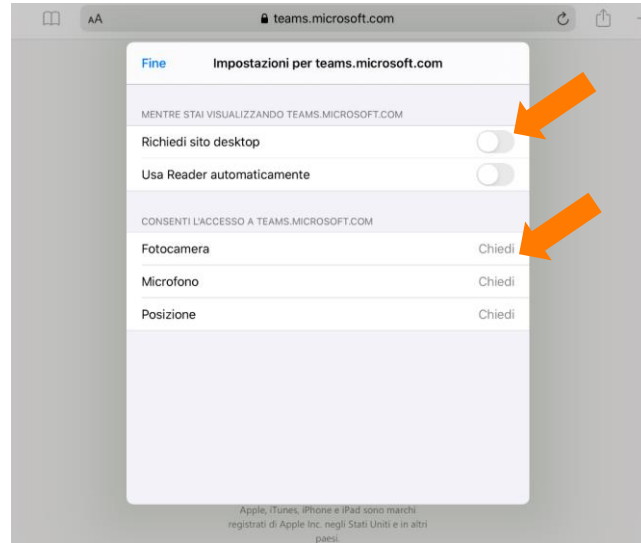 AA
teams.microsoft.com
Fine
Impostazioni per teams.microsoft.com
MENTRE STAI VISUALIZZANDO TEAMS.MICROSOFT.COM
Richiedi sito desktop
Usa Reader automaticamente
CONSENTI L'ACCESSO A TEAMS.MICROSOFT.COM
Fotocamera Chiedi
Microfono Chiedi
Posizione Chiedi
Apple, iTunes, iPhone e iPad sono marchi
registrati di Apple Inc. negli Stati Uniti e in altri
paesi.